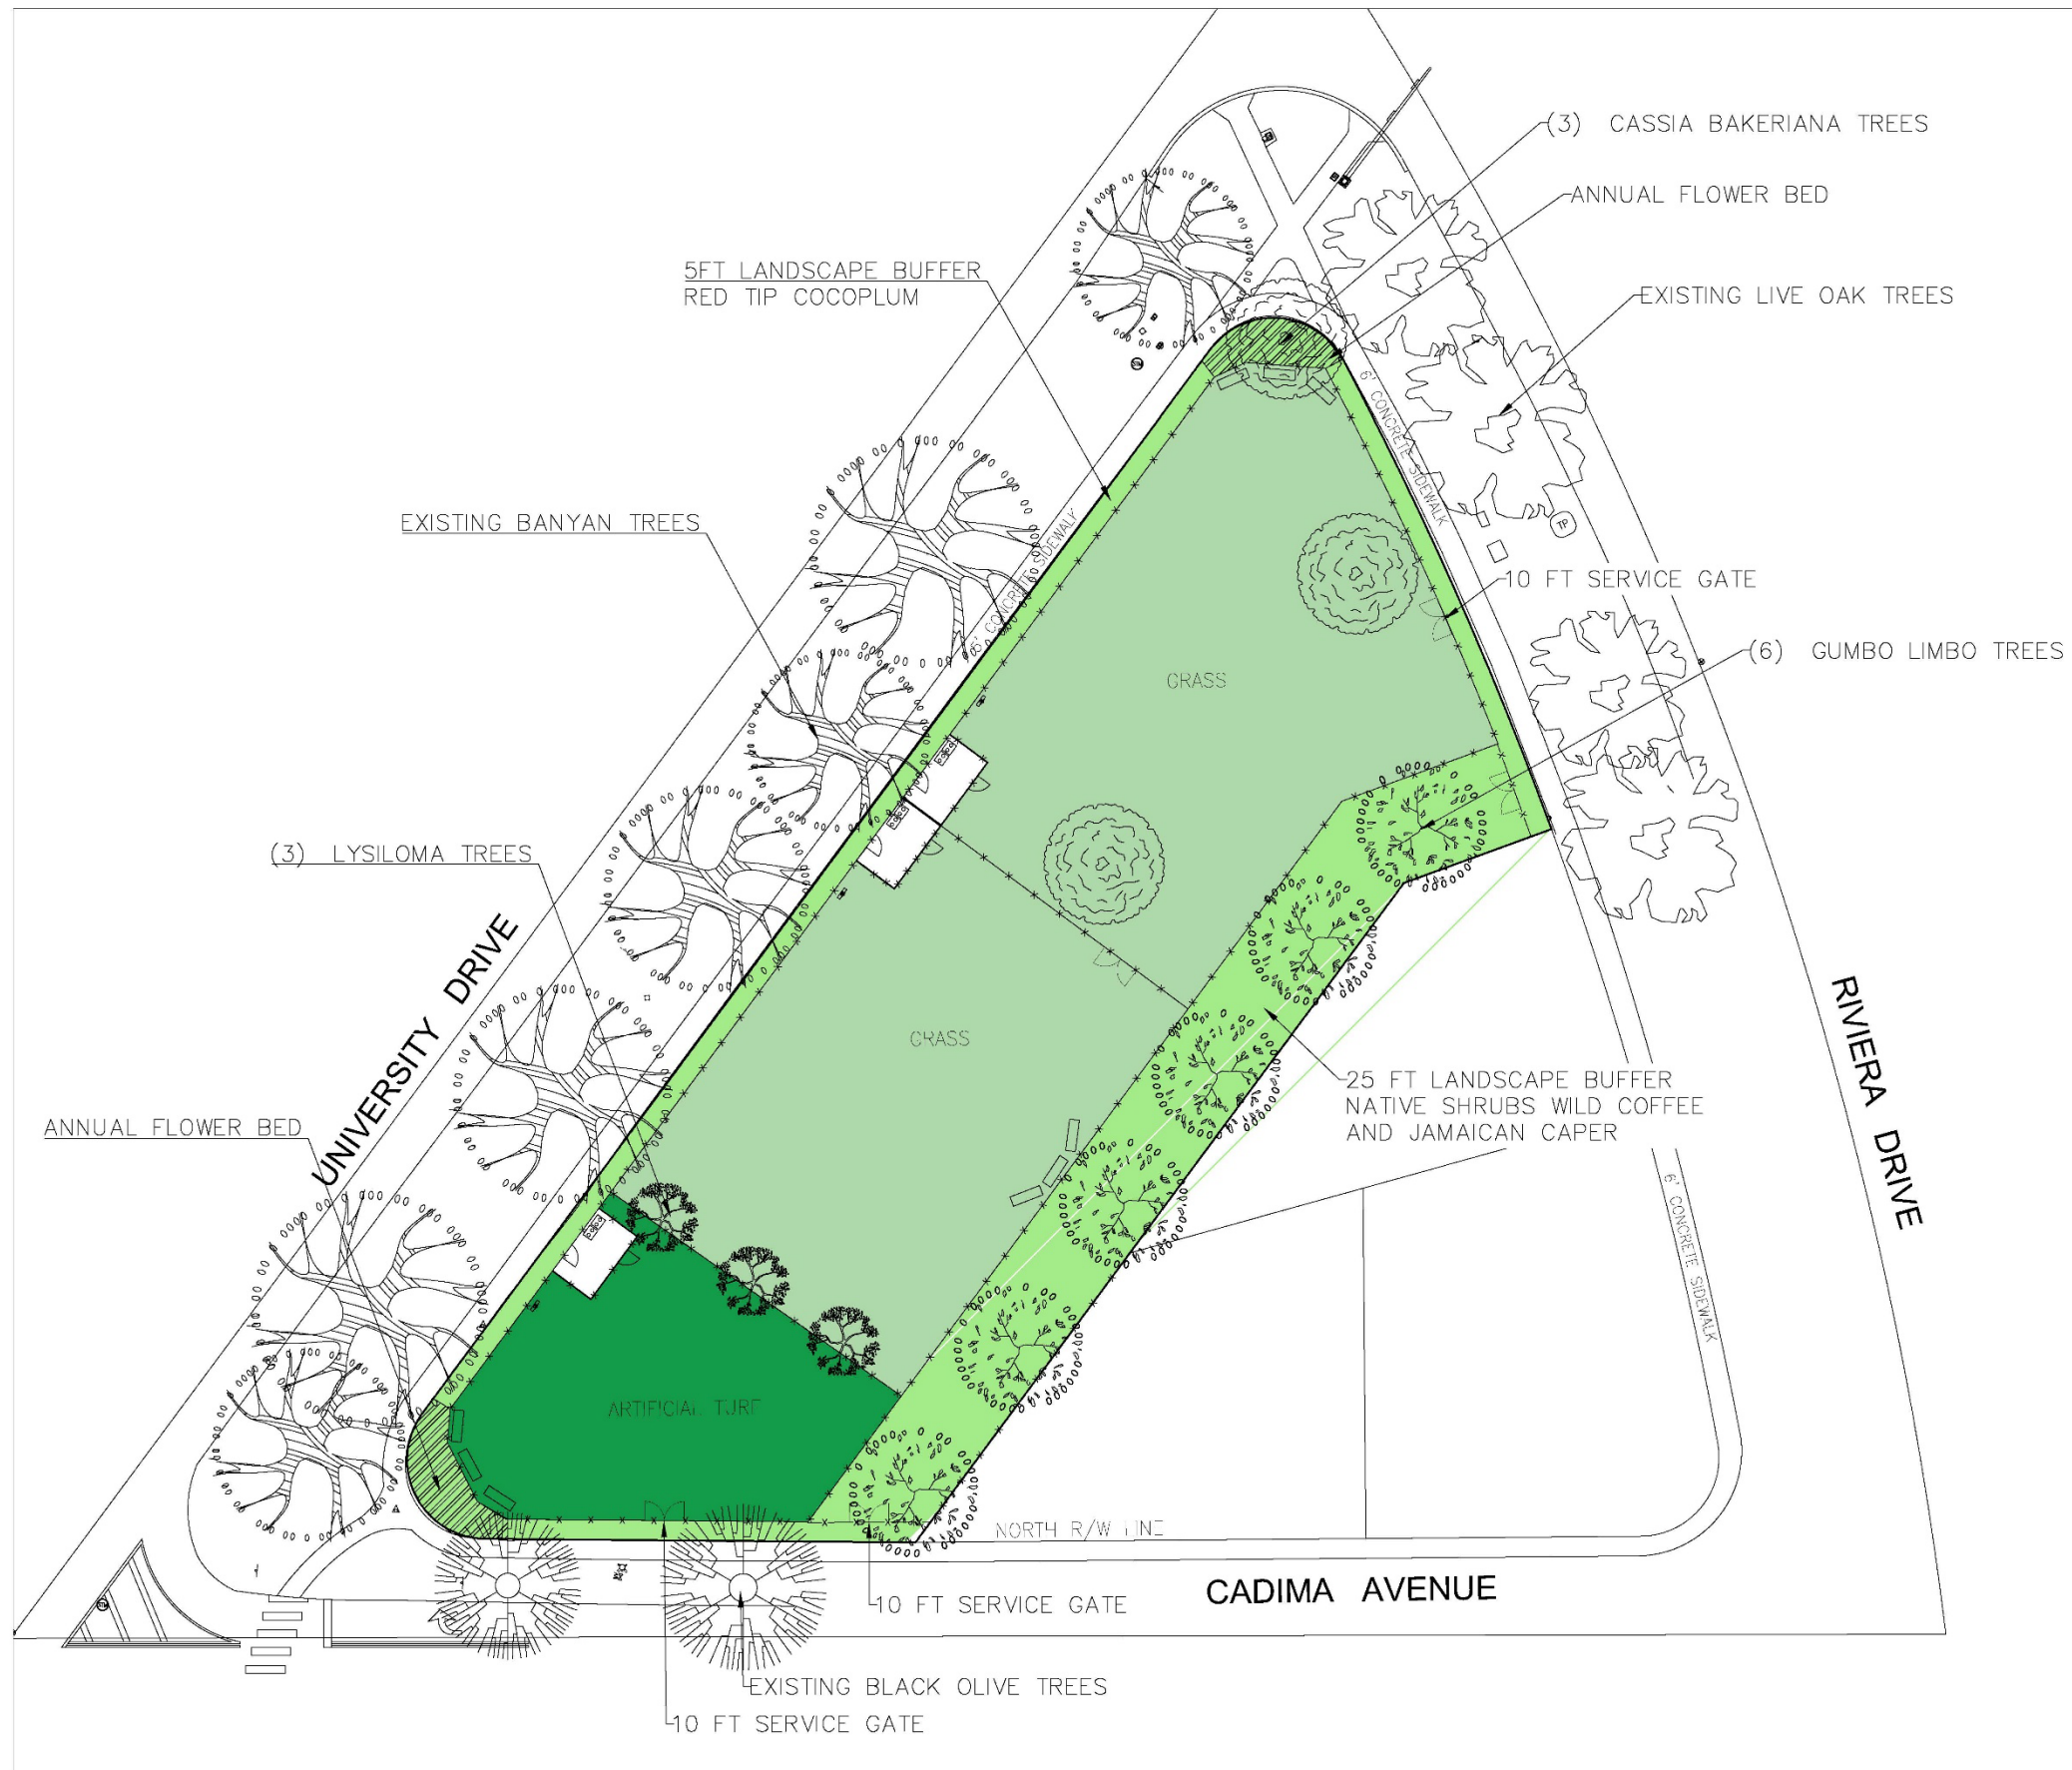 (3) CASSIA BAKERIANA TREES
ANNUAL FLOWER BED
5FT LANDSCAPE BUFFER
RED TIP COCOPLUM
EXISTING LIVE OAK TREES
6' CONCRETE SIDEWALK
EXISTING BANYAN TREES
TP
6' CONCRETE SIDEWALK
10 FT SERVICE GATE
(6) GUMBO LIMBO TREES
GRASS
(3) LYSILOMA TREES
UNIVERSITY DRIVE
GRASS
RIVIERA DRIVE
25 FT LANDSCAPE BUFFER
NATIVE SHRUBS WILD COFFEE
AND JAMAICAN CAPER
ANNUAL FLOWER BED
6' CONCRETE SIDEWALK
ARTIFICIAL TURF
NORTH R/W LINE
CADIMA AVENUE
10 FT SERVICE GATE
EXISTING BLACK OLIVE TREES
10 FT SERVICE GATE